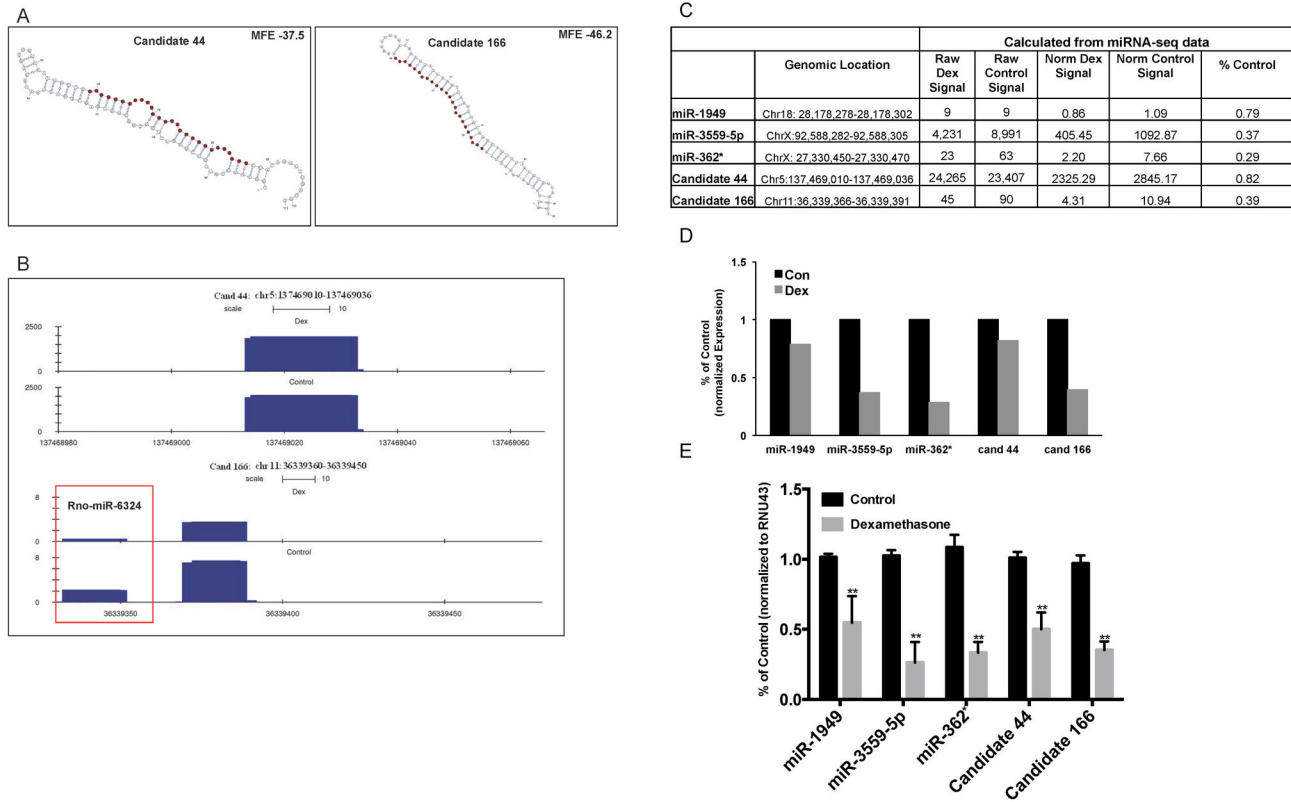 A
Candidate 44 MFE -37.5
Candidate 166 MFE -46.2
B
Cand 44: chr5:137469010-137469036
scale 10
Dex
2500
0
Control
2500
0
137468980 137469000 137469020 137469040 137469060
Cand 166: chr11:36339360-36339450
scale 10
Dex
8
Rno-miR-6324
0
Control
8
0
36339350 36339400 36339450
C
Calculated from miRNA-seq data
Genomic Location Raw Dex Signal Raw Control Signal Norm Dex Signal Norm Control Signal % Control
miR-1949 Chr18: 28,178,278-28,178,302 9 9 0.86 1.09 0.79
miR-3559-5p ChrX:92,588,282-92,588,305 4,231 8,991 405.45 1092.87 0.37
miR-362* ChrX: 27,330,450-27,330,470 23 63 2.20 7.66 0.29
Candidate 44 Chr5:137,469,010-137,469,036 24,265 23,407 2325.29 2845.17 0.82
Candidate 166 Chr11:36,339,366-36,339,391 45 90 4.31 10.94 0.39
D
1.5
1
0.5
0
% of Control
(normalized Expression)
Con
Dex
miR-1949 miR-3559-5p miR-362* cand 44 cand 166
E
% of Control (normalized to RNU43)
1.5
1.0
0.5
0.0
Control
Dexamethasone
** ** ** ** **
miR-1949
miR-3559-5p
miR-362*
Candidate 44
Candidate 166